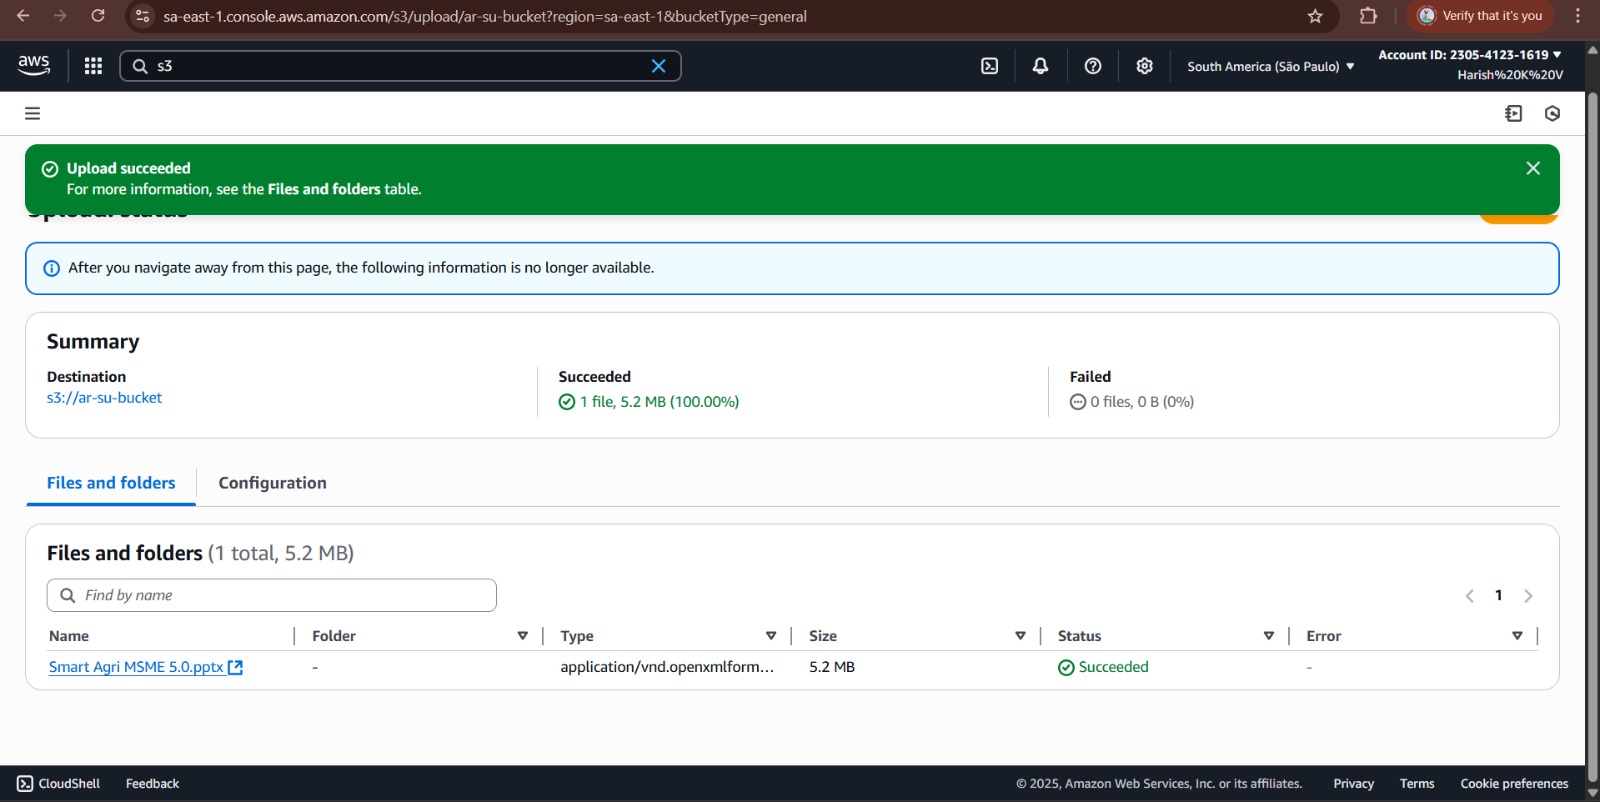 sa-east-1.console.aws.amazon.com/s3/upload/ar-su-bucket?region=sa-east-1&bucketType=general
Verify that it's you
aws
s3
South America (São Paulo)
Account ID: 2305-4123-1619
Harish%20K%20V
Upload succeeded
For more information, see the Files and folders table.
Upload: status
After you navigate away from this page, the following information is no longer available.
Summary
Destination
s3://ar-su-bucket
Succeeded
1 file, 5.2 MB (100.00%)
Failed
0 files, 0 B (0%)
Files and folders
Configuration
Files and folders (1 total, 5.2 MB)
Find by name
1
Name Folder Type Size Status Error
Smart Agri MSME 5.0.pptx - application/vnd.openxmlform... 5.2 MB Succeeded -
CloudShell Feedback © 2025, Amazon Web Services, Inc. or its affiliates. Privacy Terms Cookie preferences